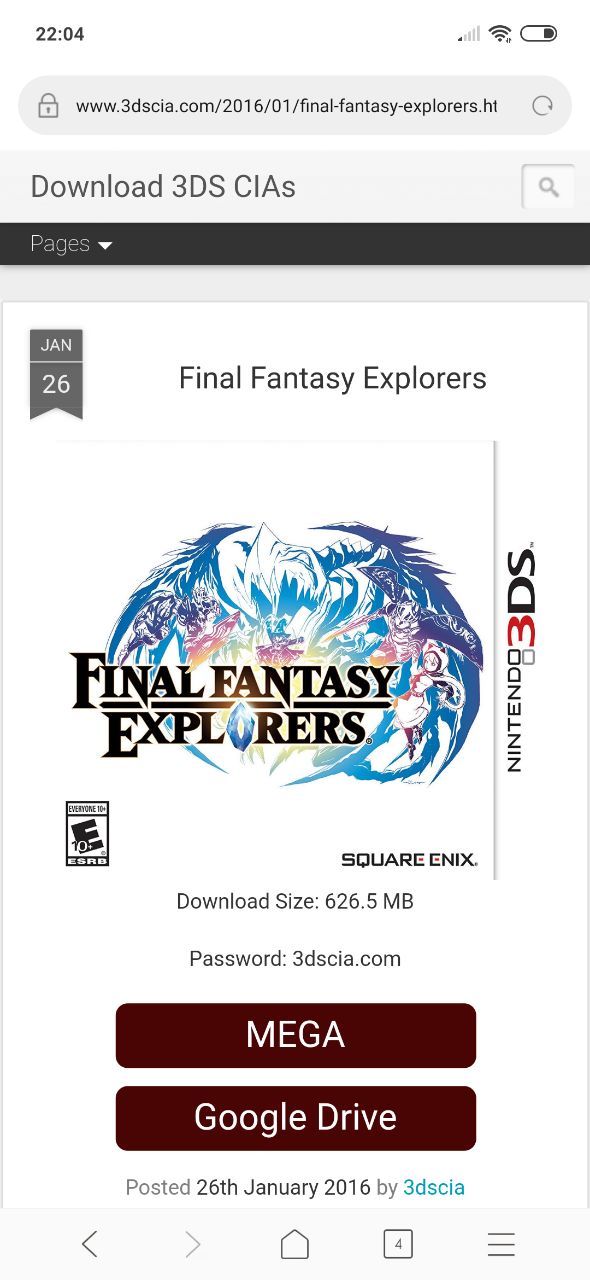 22:04
www.3dscia.com/2016/01/final-fantasy-explorers.ht
Download 3DS CIAs
Pages
JAN
26
Final Fantasy Explorers
FINAL FANTASY
EXPLORERS®
NINTENDO3DS™
EVERYONE 10+
E
10+
ESRB
SQUARE ENIX®
Download Size: 626.5 MB
Password: 3dscia.com
MEGA
Google Drive
Posted 26th January 2016 by 3dscia
4